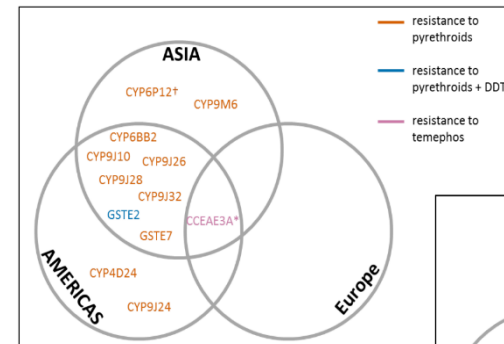 resistance to
pyrethroids
resistance to
pyrethroids + DDT
resistance to
temephos
ASIA
CYP6P12†
CYP9M6
CYP6BB2
CYP9J10
CYP9J26
CYP9J28
CYP9J32
GSTE2
GSTE7
CCEAE3A*
CYP4D24
CYP9J24
AMERICAS
Europe